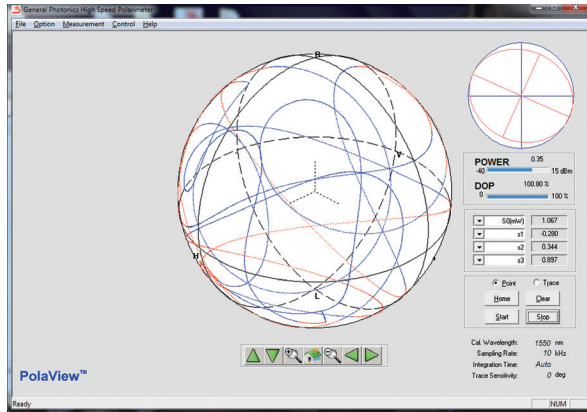 General Photonics High Speed Polarimeter
File Option Measurement Control Help
R
V
H
L
POWER 0.35
-40 15 dBm
DOP 100.80 %
0 100 %
S0(mW) 1.067
s1 -0.280
s2 0.344
s3 0.897
Point Trace
Home Clear
Start Stop
Cal. Wavelength: 1550 nm
Sampling Rate: 10 kHz
Integration Time: Auto
Trace Sensitivity: 0 deg
PolaView™
Ready NUM